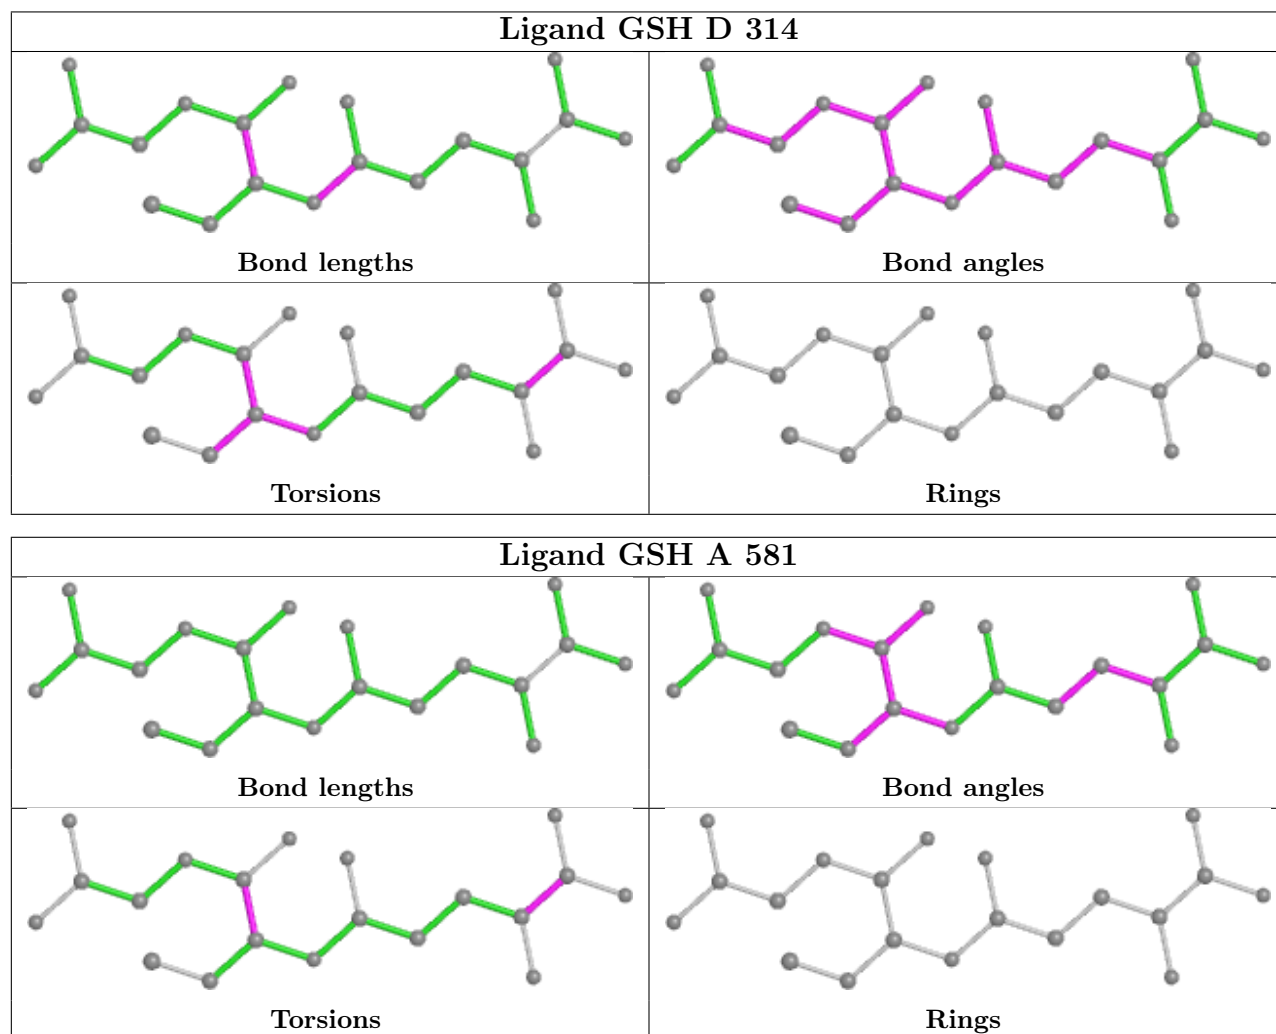 Ligand GSH D 314
Bond lengths
Bond angles
Torsions
Rings
Ligand GSH A 581
Bond lengths
Bond angles
Torsions
Rings